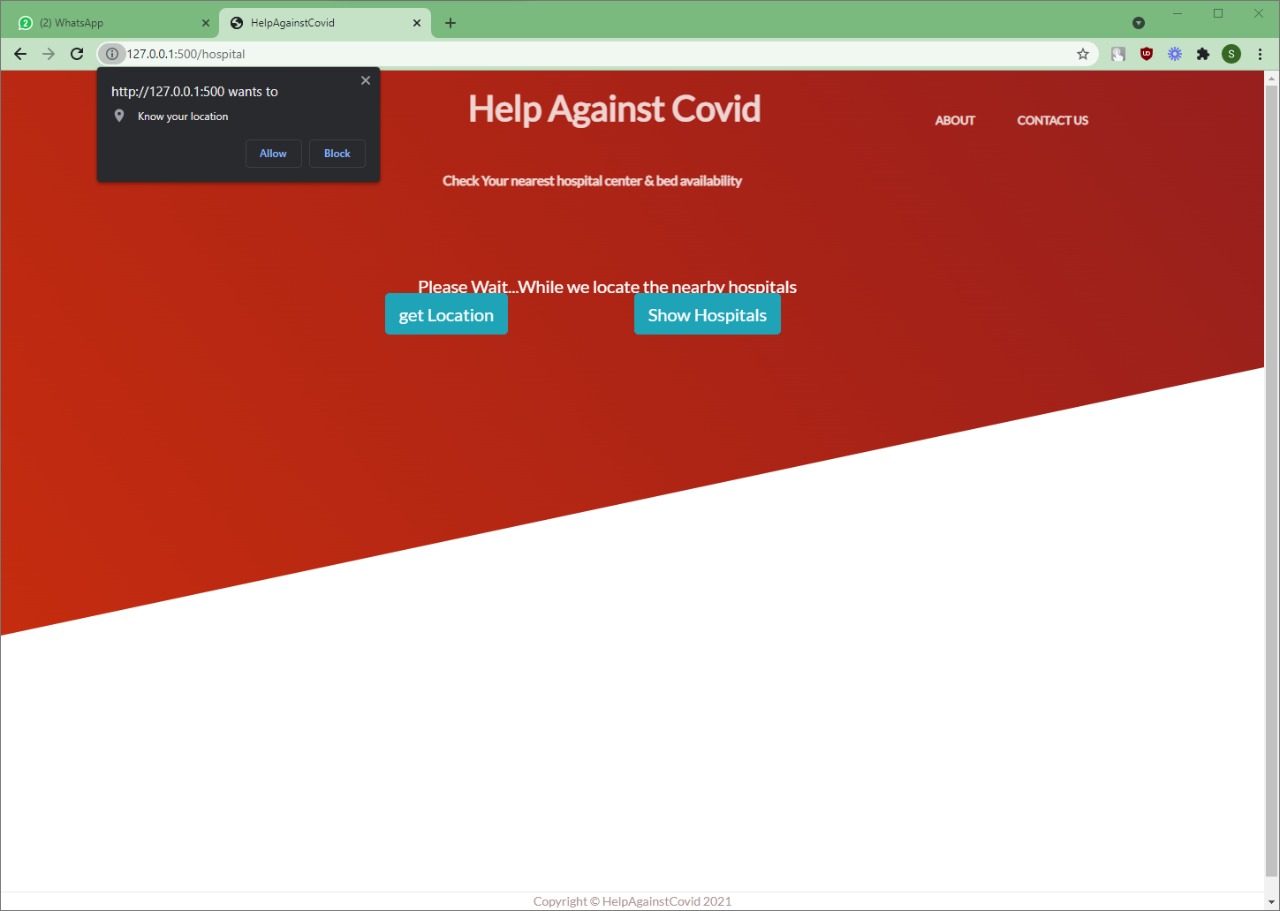 (2) WhatsApp
HelpAgainstCovid
127.0.0.1:500/hospital
S
http://127.0.0.1:500 wants to
Know your location
Allow
Block
Help Against Covid
ABOUT
CONTACT US
Check Your nearest hospital center & bed availability
Please Wait...While we locate the nearby hospitals
get Location
Show Hospitals
Copyright © HelpAgainstCovid 2021